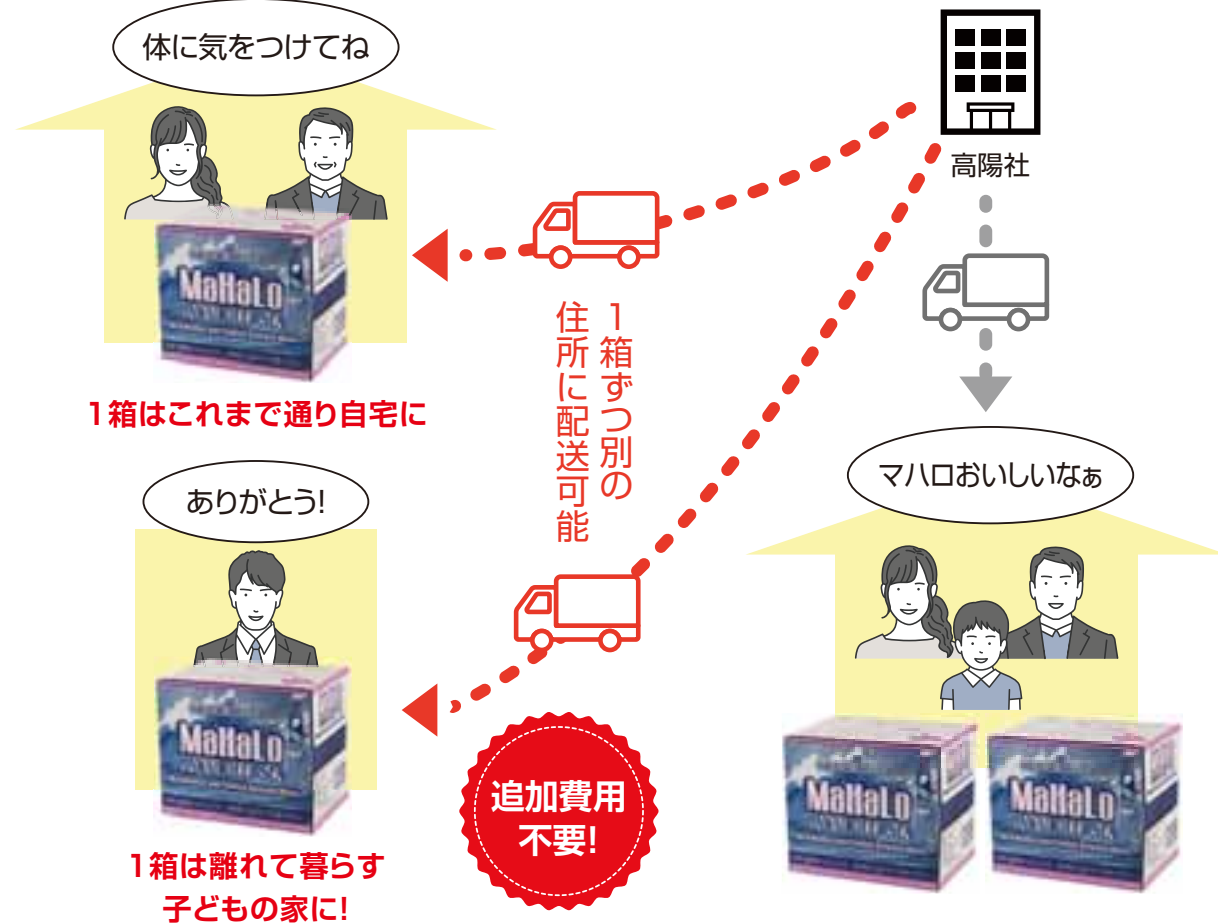 体に気をつけてね
MaHaLo
1箱はこれまで通り自宅に
ありがとう!
MaHaLo
1箱は離れて暮らす
子どもの家に!
1箱ずつ別の
住所に配送可能
追加費用
不要!
高陽社
マハロおいしいなぁ
MaHaLo
MaHaLo